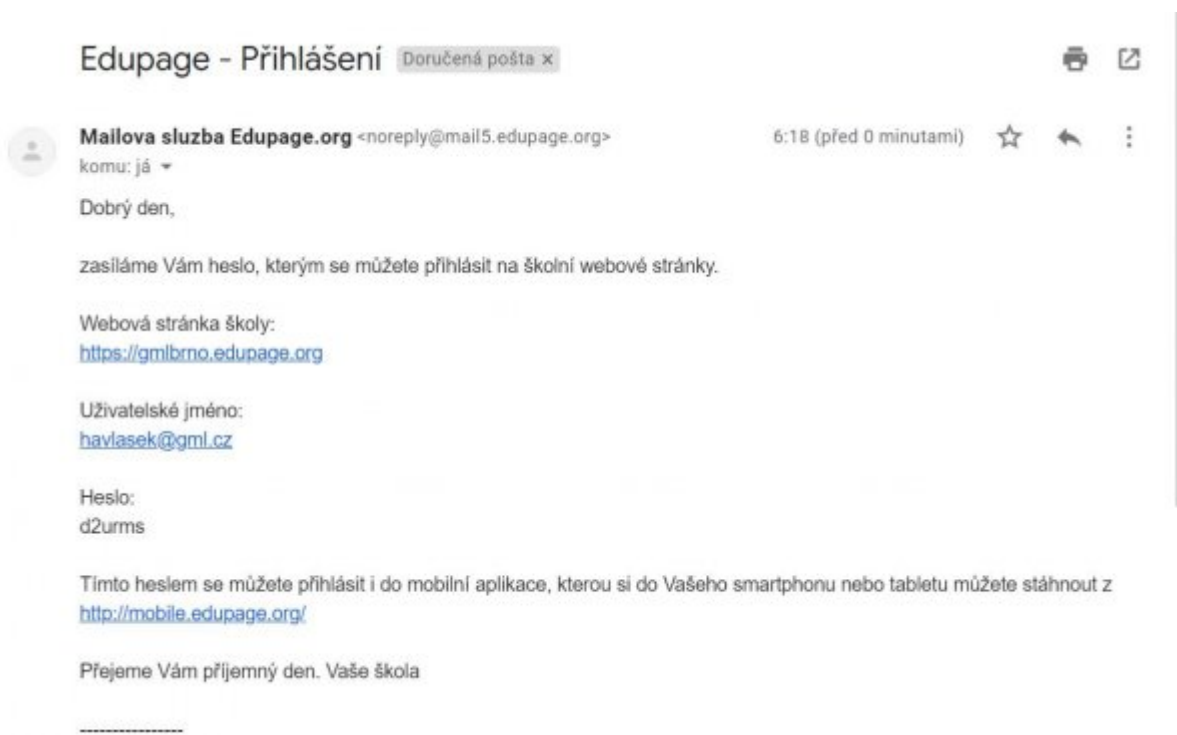 Edupage - Přihlášení Doručená pošta x
Mailova sluzba Edupage.org <noreply@mail5.edupage.org> 6:18 (před 0 minutami)
komu: já
Dobrý den,
zasíláme Vám heslo, kterým se můžete přihlásit na školní webové stránky.
Webová stránka školy:
https://gmlbrno.edupage.org
Uživatelské jméno:
havlasek@gml.cz
Heslo:
d2urms
Tímto heslem se můžete přihlásit i do mobilní aplikace, kterou si do Vašeho smartphonu nebo tabletu můžete stáhnout z
http://mobile.edupage.org/
Přejeme Vám příjemný den. Vaše škola
----------------